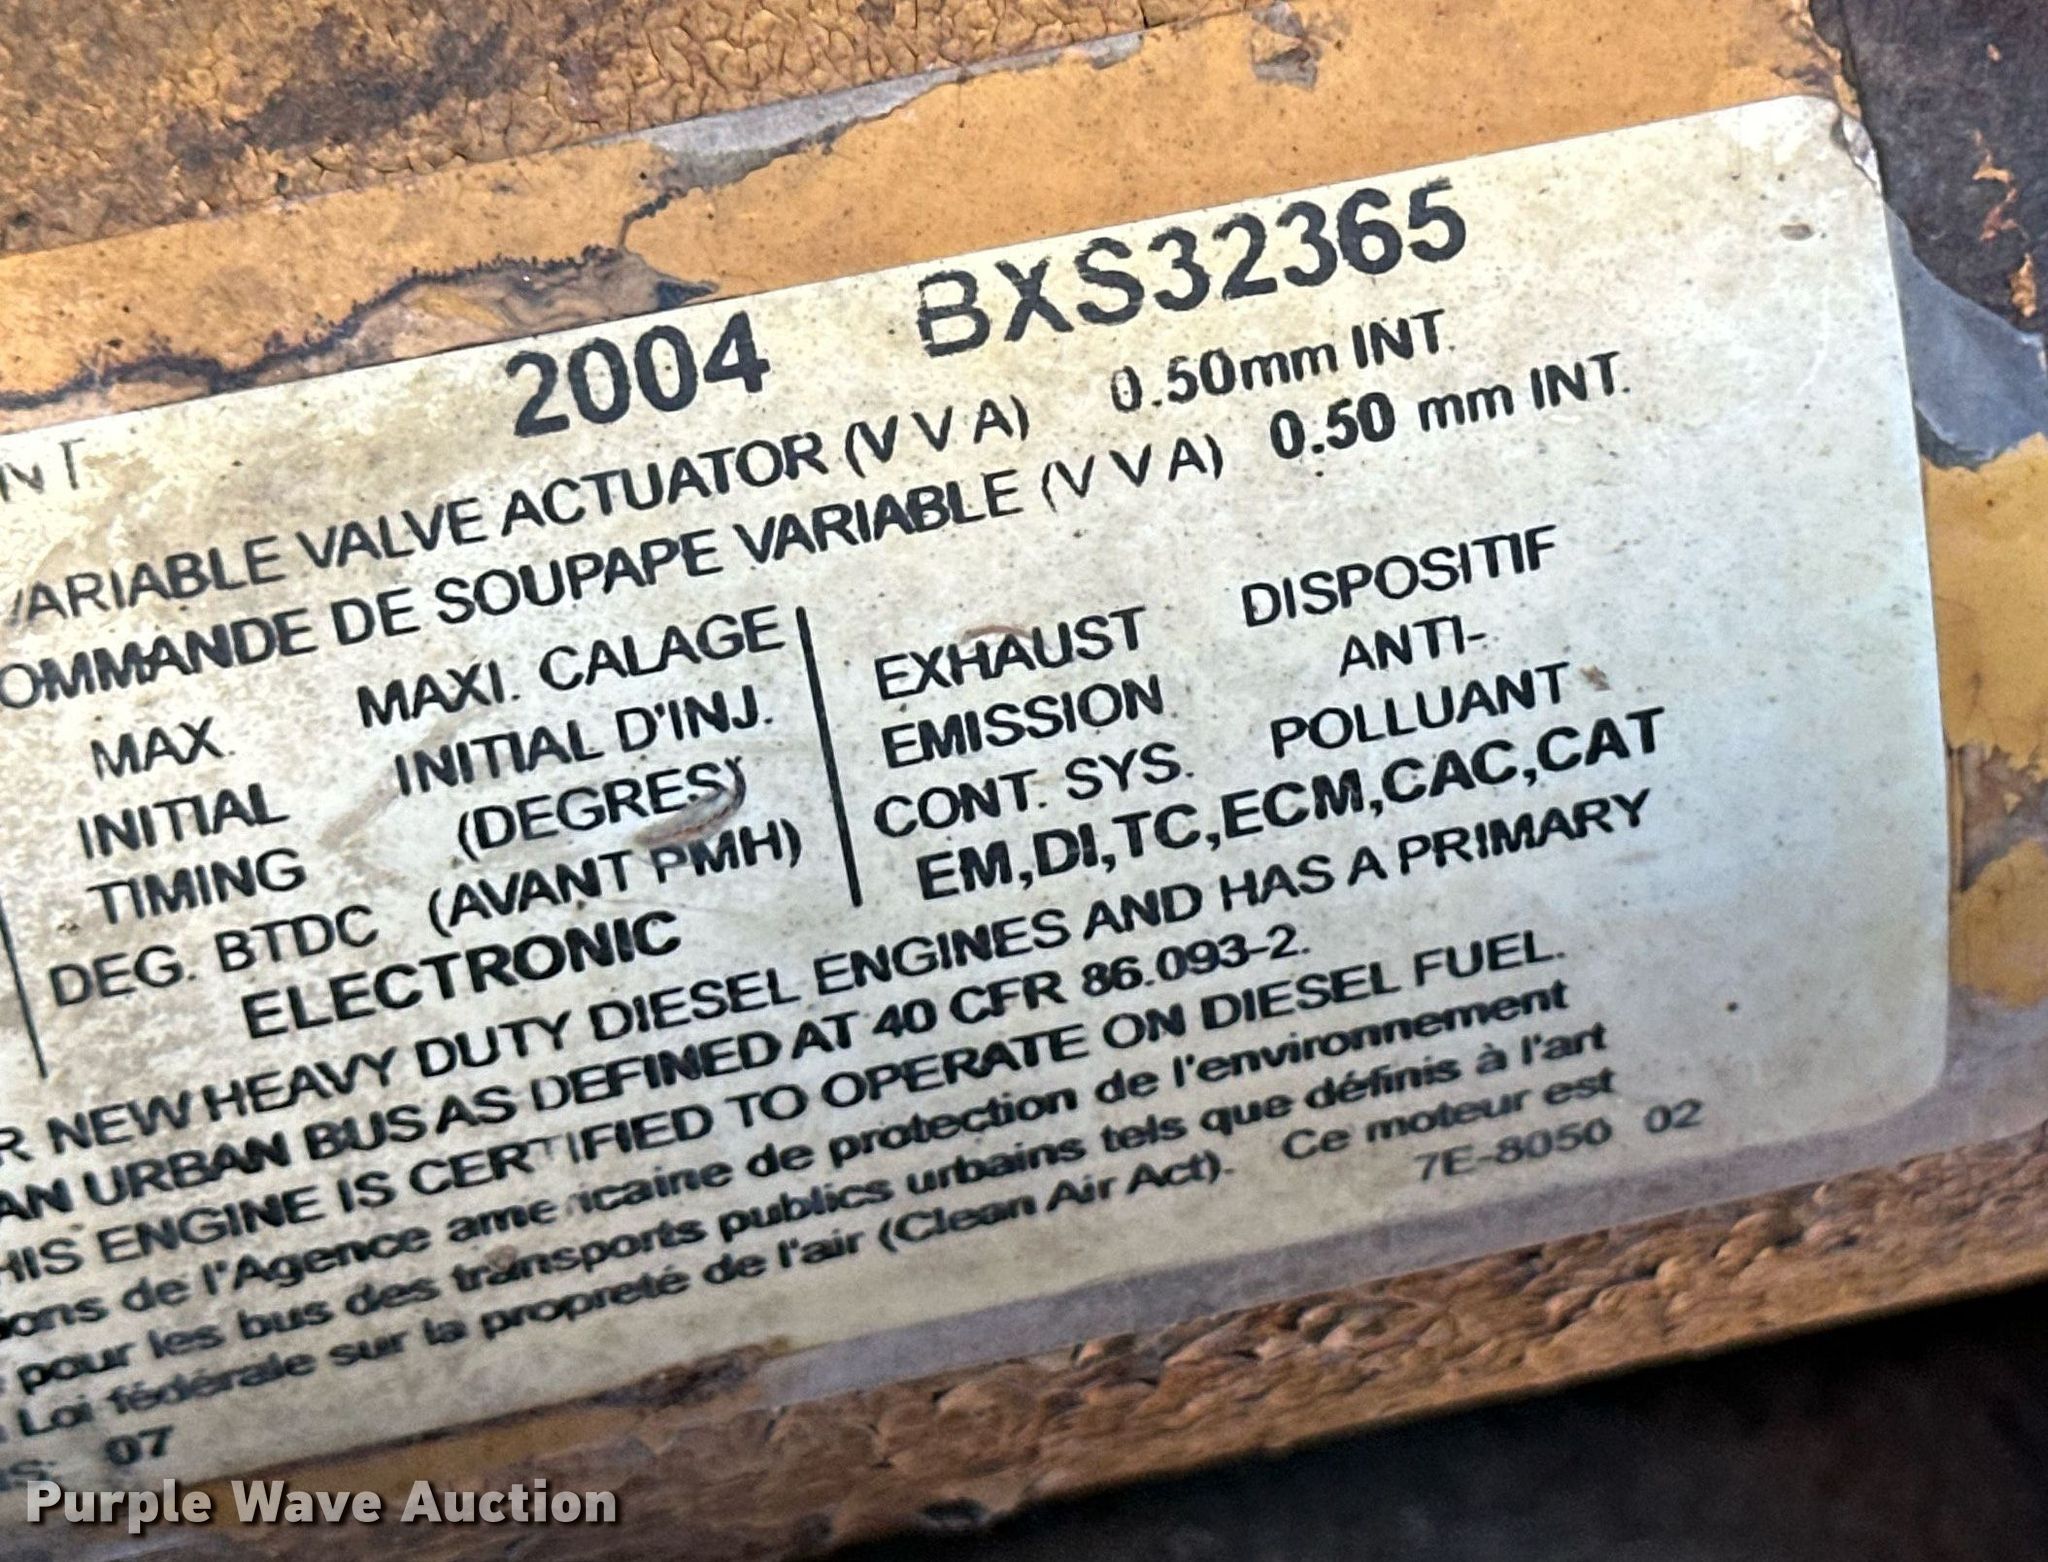 2004 BXS32365
INT.
VARIABLE VALVE ACTUATOR (V V A) 0.50mm INT.
OMMANDE DE SOUPAPE VARIABLE (V V A) 0.50 mm INT.
MAX. MAXI. CALAGE
INITIAL INITIAL D'INJ.
TIMING (DEGRES)
DEG. BTDC (AVANT PMH)
ELECTRONIC
EXHAUST DISPOSITIF
EMISSION ANTI-
CONT. SYS. POLLUANT
EM,DI,TC,ECM,CAC,CAT
R NEW HEAVY DUTY DIESEL ENGINES AND HAS A PRIMARY
AN URBAN BUS AS DEFINED AT 40 CFR 86.093-2.
HIS ENGINE IS CERTIFIED TO OPERATE ON DIESEL FUEL.
ions de l'Agence americaine de protection de l'environnement
pour les bus des transports publics urbains tels que définis à l'art
Loi fédérale sur la propreté de l'air (Clean Air Act). Ce moteur est
07 7E-8050 02
Purple Wave Auction